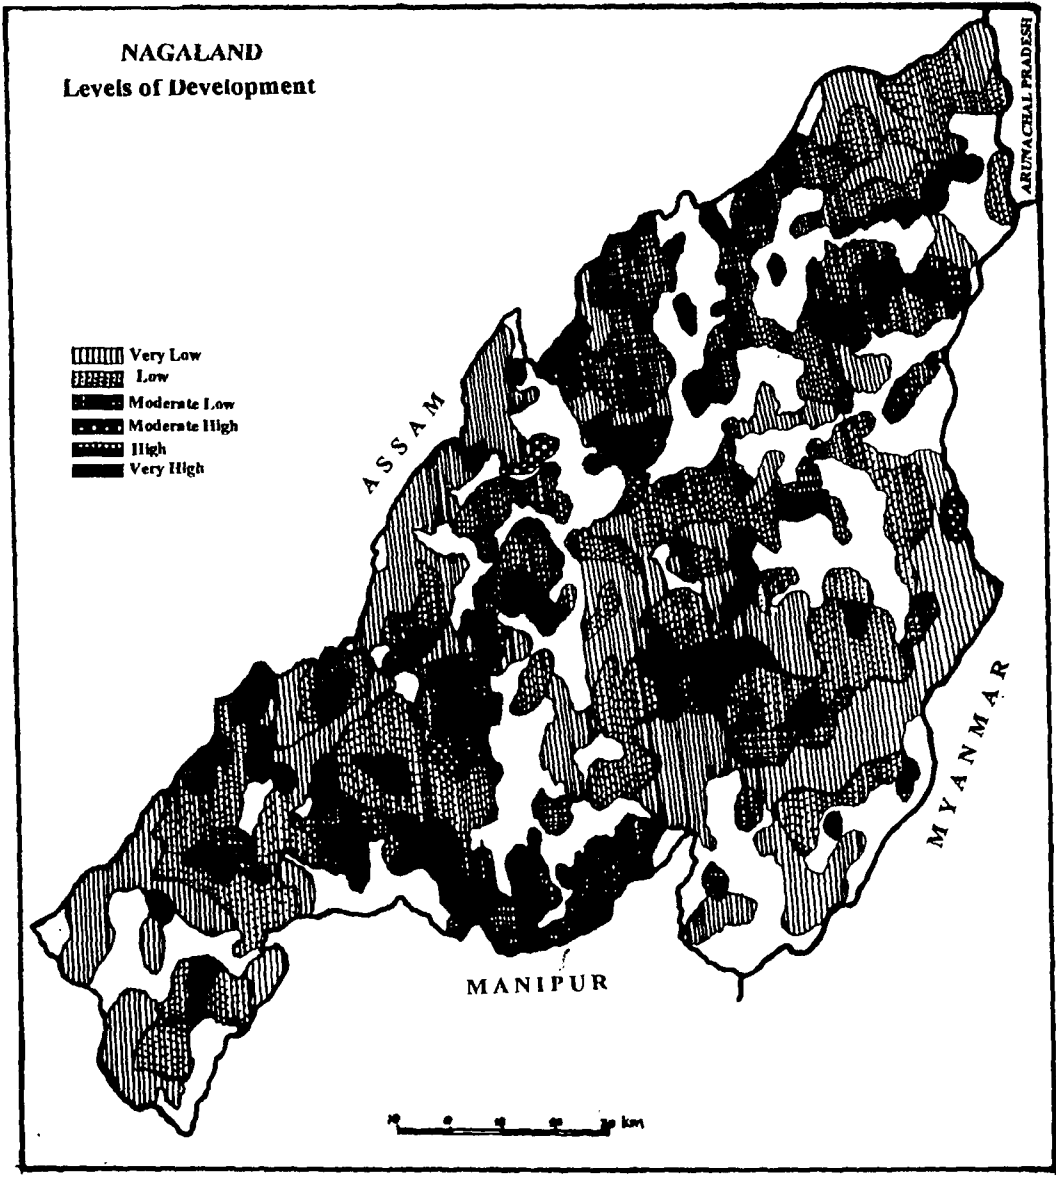 NAGALAND
Levels of Development
ARUNACHAL PRADESH
Very Low
Low
Moderate Low
Moderate High
High
Very High
ASSAM
MYANMAR
MANIPUR
km